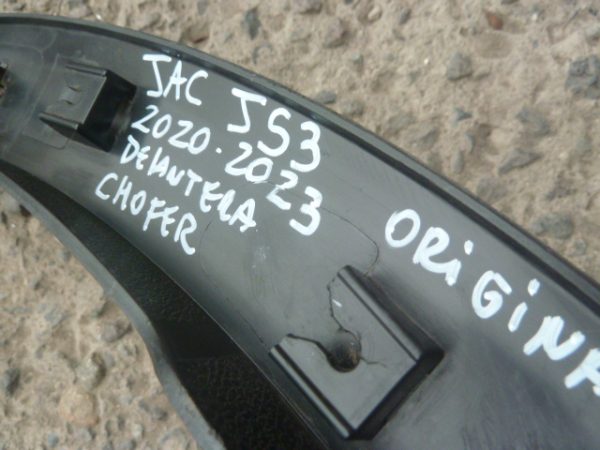 JAC JS3
2020-2023
DELANTERA
CHOFER
ORIGINA